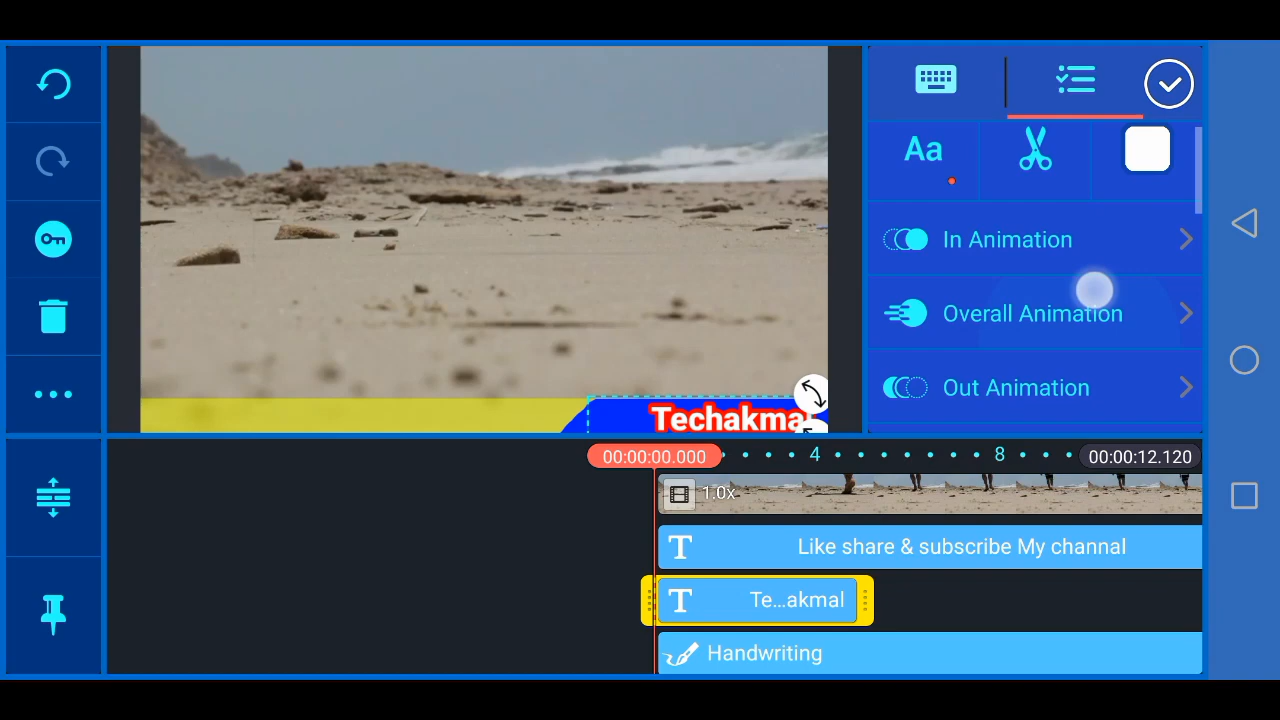 Aa
In Animation
Overall Animation
Out Animation
Techakmal
00:00:00.000
4
8
00:00:12.120
1.0x
T Like share & subscribe My channal
T Te...akmal
Handwriting